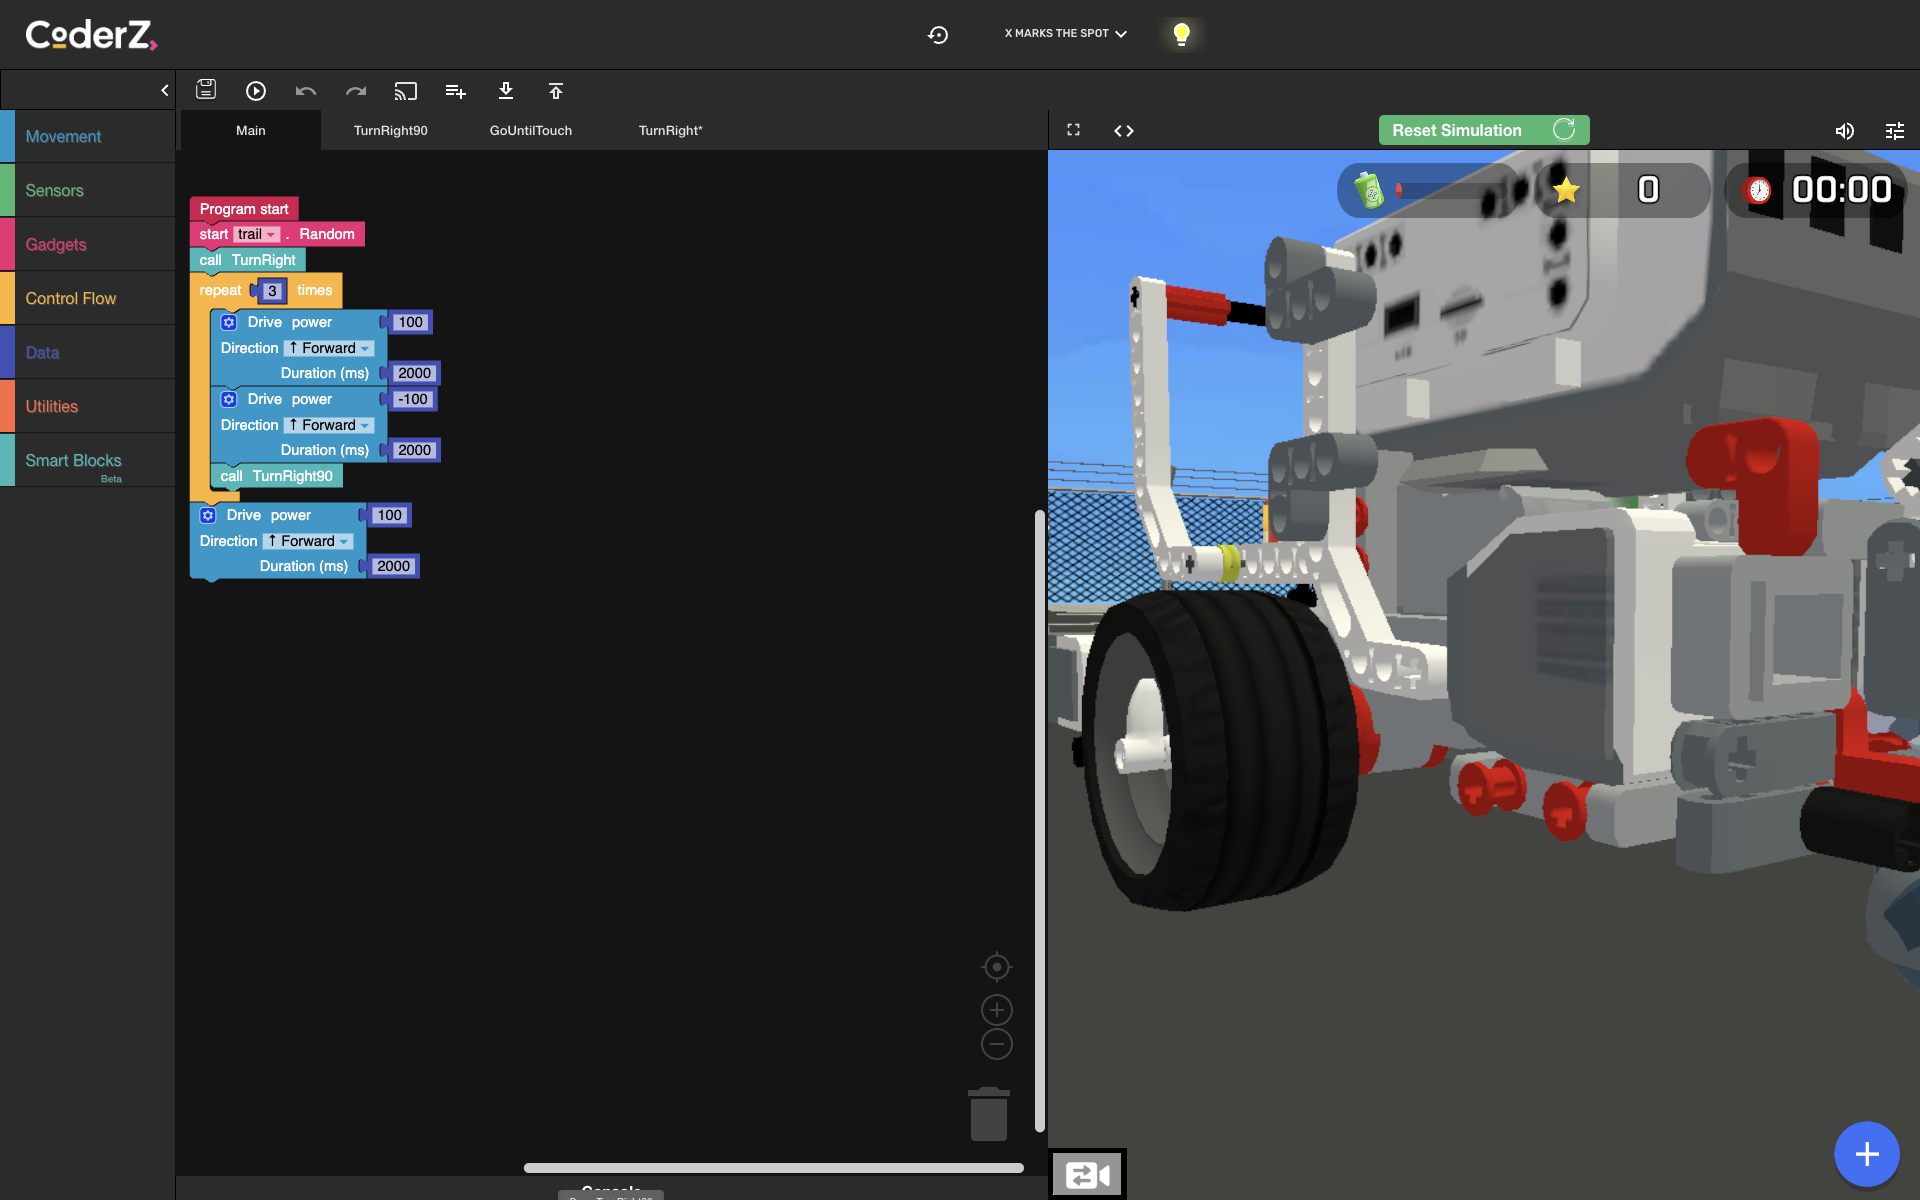 CoderZ
X MARKS THE SPOT
Movement
Sensors
Gadgets
Control Flow
Data
Utilities
Smart Blocks
Beta
Main
TurnRight90
GoUntilTouch
TurnRight*
Reset Simulation
0
00:00
Program start
start trail . Random
call TurnRight
repeat 3 times
Drive power 100
Direction ↑ Forward
Duration (ms) 2000
Drive power -100
Direction ↑ Forward
Duration (ms) 2000
call TurnRight90
Drive power 100
Direction ↑ Forward
Duration (ms) 2000
Console